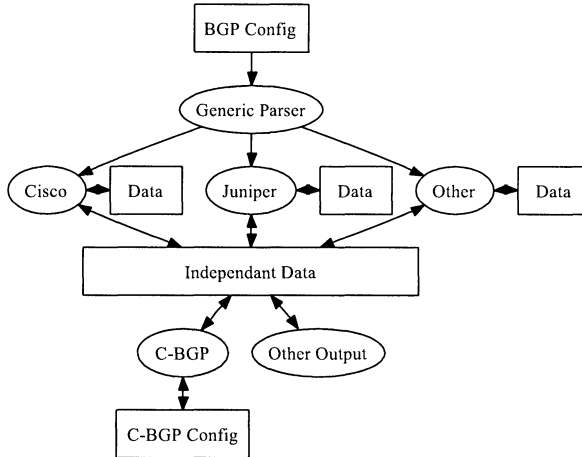 BGP Config
Generic Parser
Cisco
Data
Juniper
Data
Other
Data
Independant Data
C-BGP
Other Output
C-BGP Config